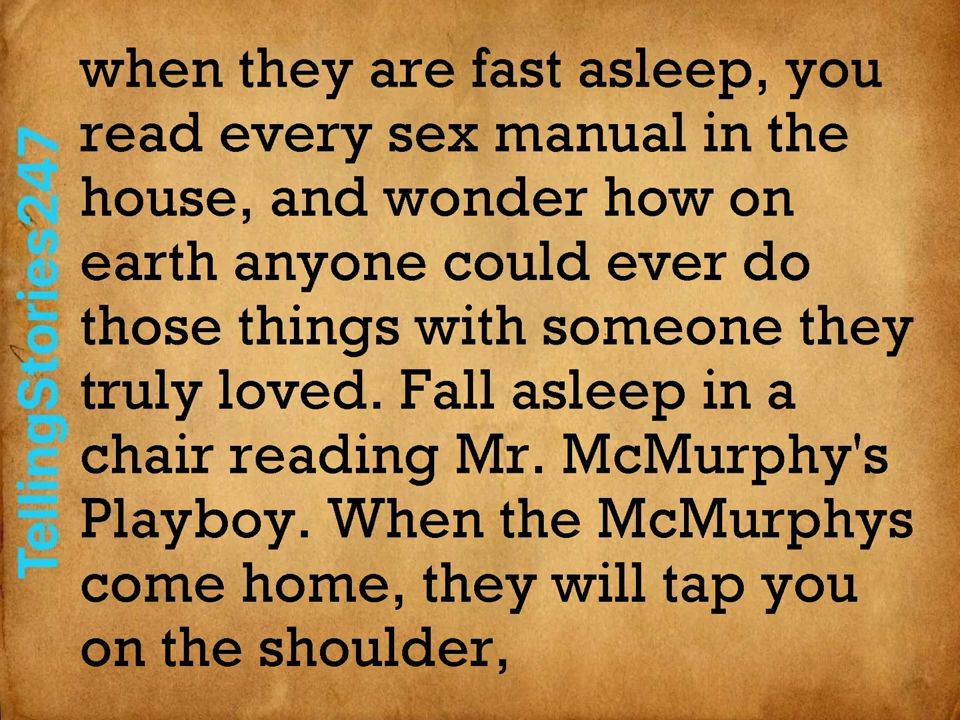 when they are fast asleep, you
read every sex manual in the
house, and wonder how on
earth anyone could ever do
those things with someone they
truly loved. Fall asleep in a
chair reading Mr. McMurphy's
Playboy. When the McMurphys
come home, they will tap you
on the shoulder,
TellingStories247